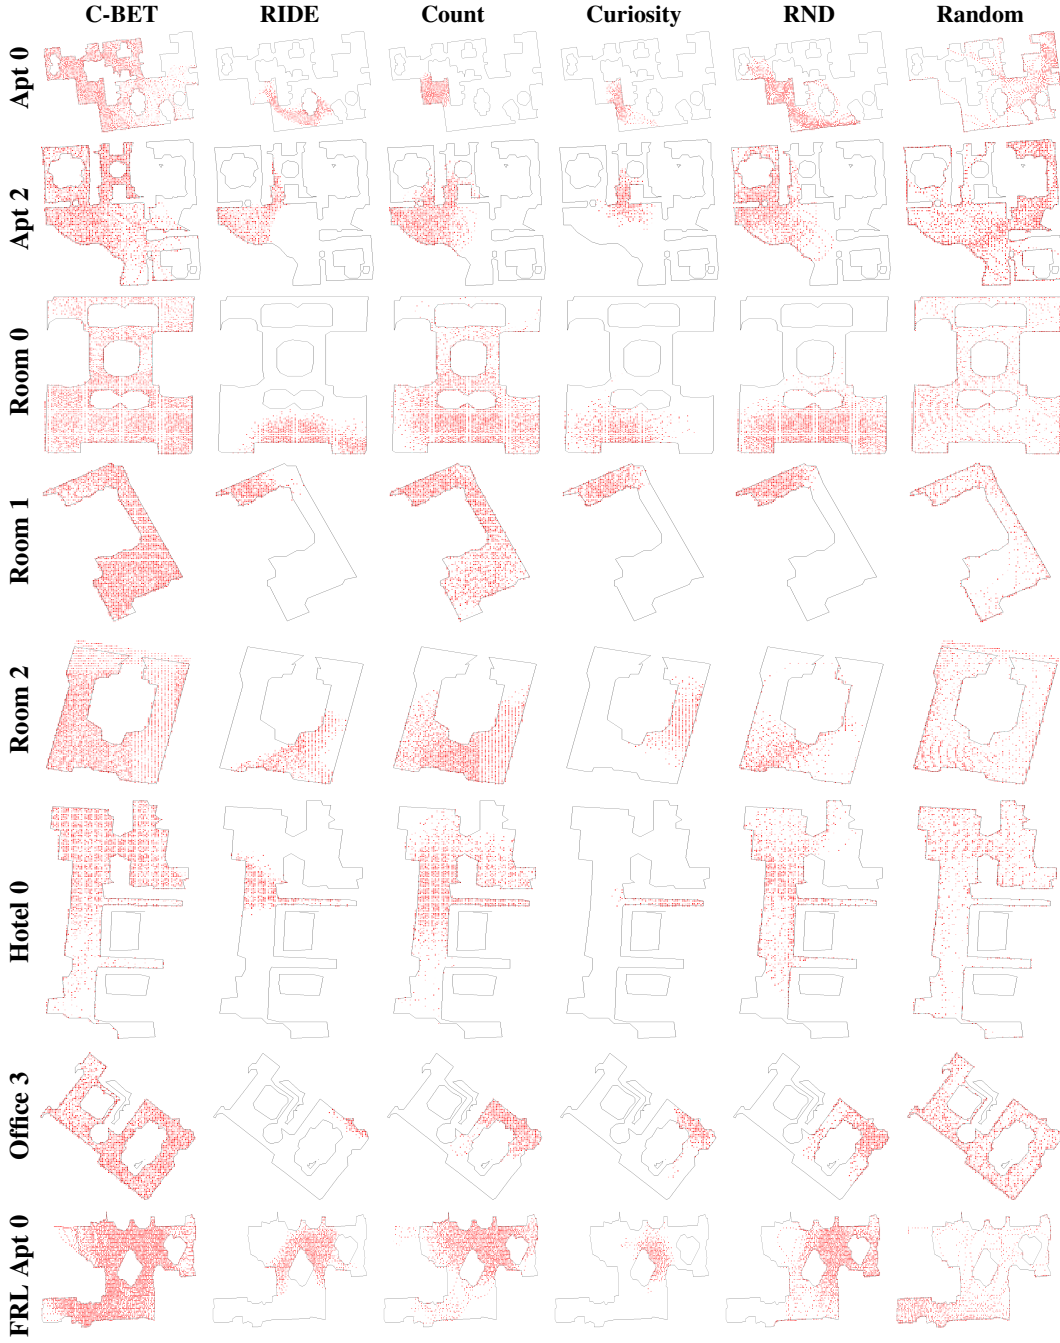 C-BET RIDE Count Curiosity RND Random
Apt 0
Apt 2
Room 0
Room 1
Room 2
Hotel 0
Office 3
FRL Apt 0